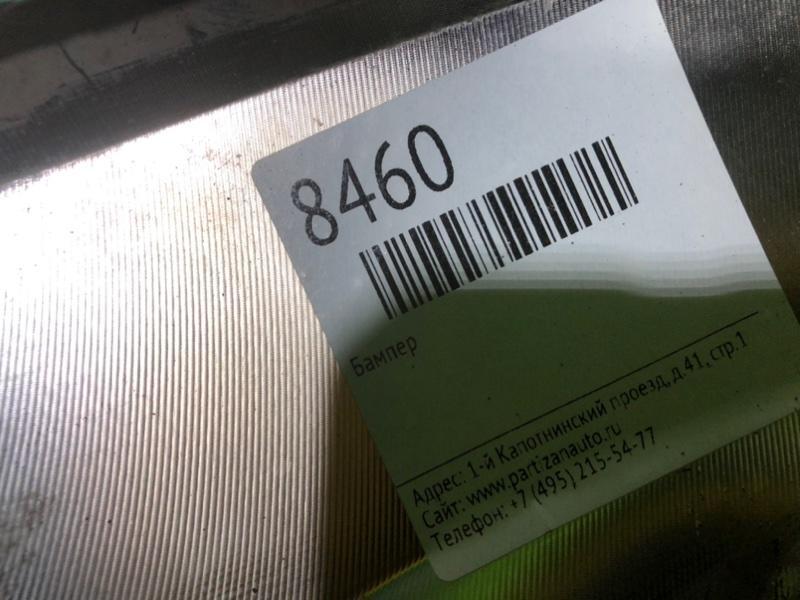 8460
Бампер
Адрес: 1-й Капотнинский проезд, д.41, стр.1
Сайт: www.partizanauto.ru
Телефон: +7 (495) 215-54-77